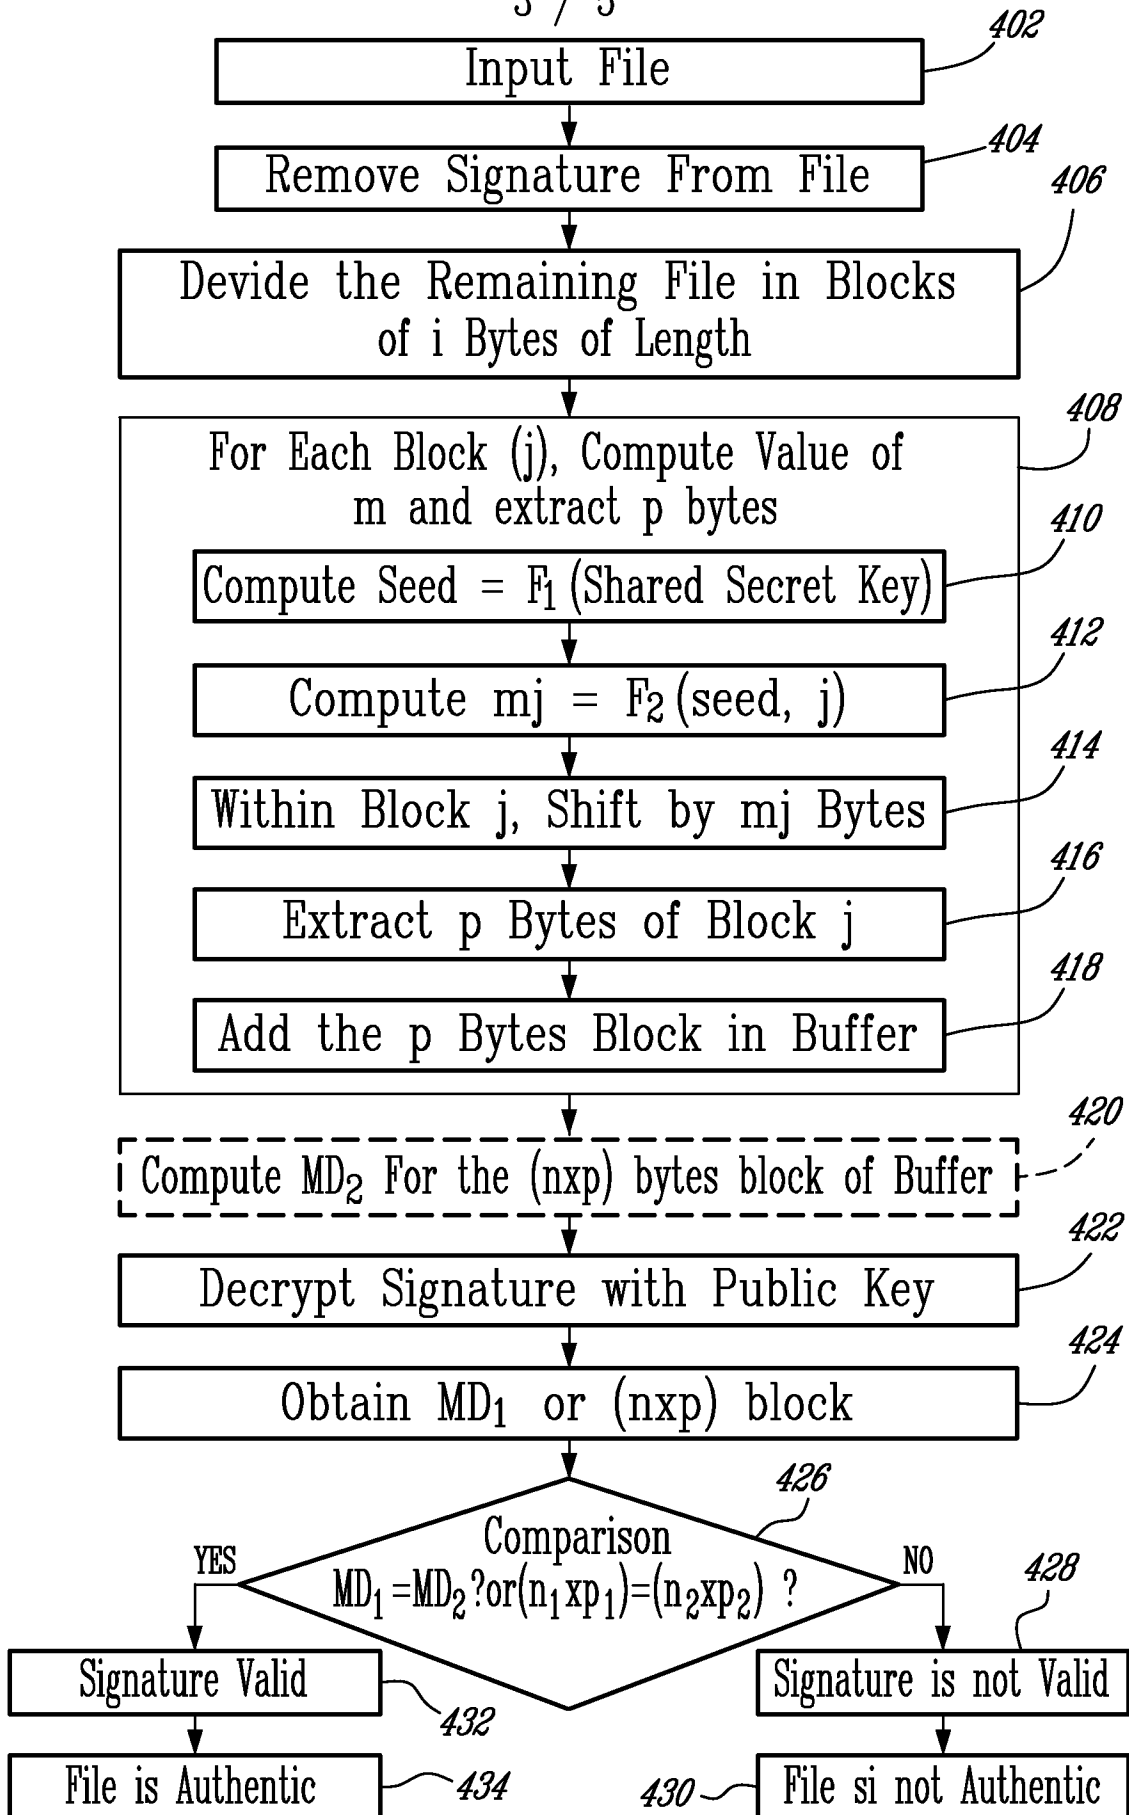 3 / 5
402
Input File
404
Remove Signature From File
406
Devide the Remaining File in Blocks
of i Bytes of Length
408
For Each Block (j), Compute Value of
m and extract p bytes
410
Compute Seed = F1 (Shared Secret Key)
412
Compute mj = F2 (seed, j)
414
Within Block j, Shift by mj Bytes
416
Extract p Bytes of Block j
418
Add the p Bytes Block in Buffer
420
Compute MD2 For the (nxp) bytes block of Buffer
422
Decrypt Signature with Public Key
424
Obtain MD1 or (nxp) block
426
Comparison
YES
NO
MD1=MD2?or(n1xp1)=(n2xp2) ?
428
Signature Valid
Signature is not Valid
432
File is Authentic
434
430
File si not Authentic